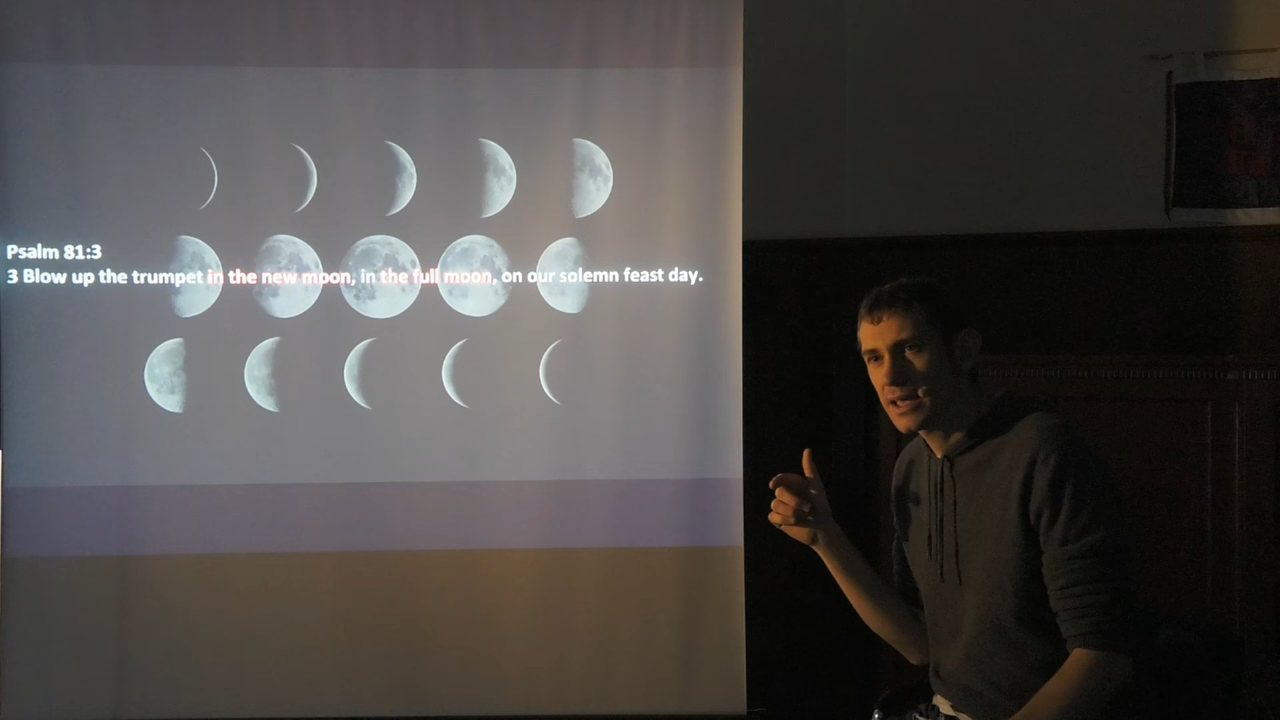 Psalm 81:3
3 Blow up the trumpet in the new moon, in the full moon, on our solemn feast day.